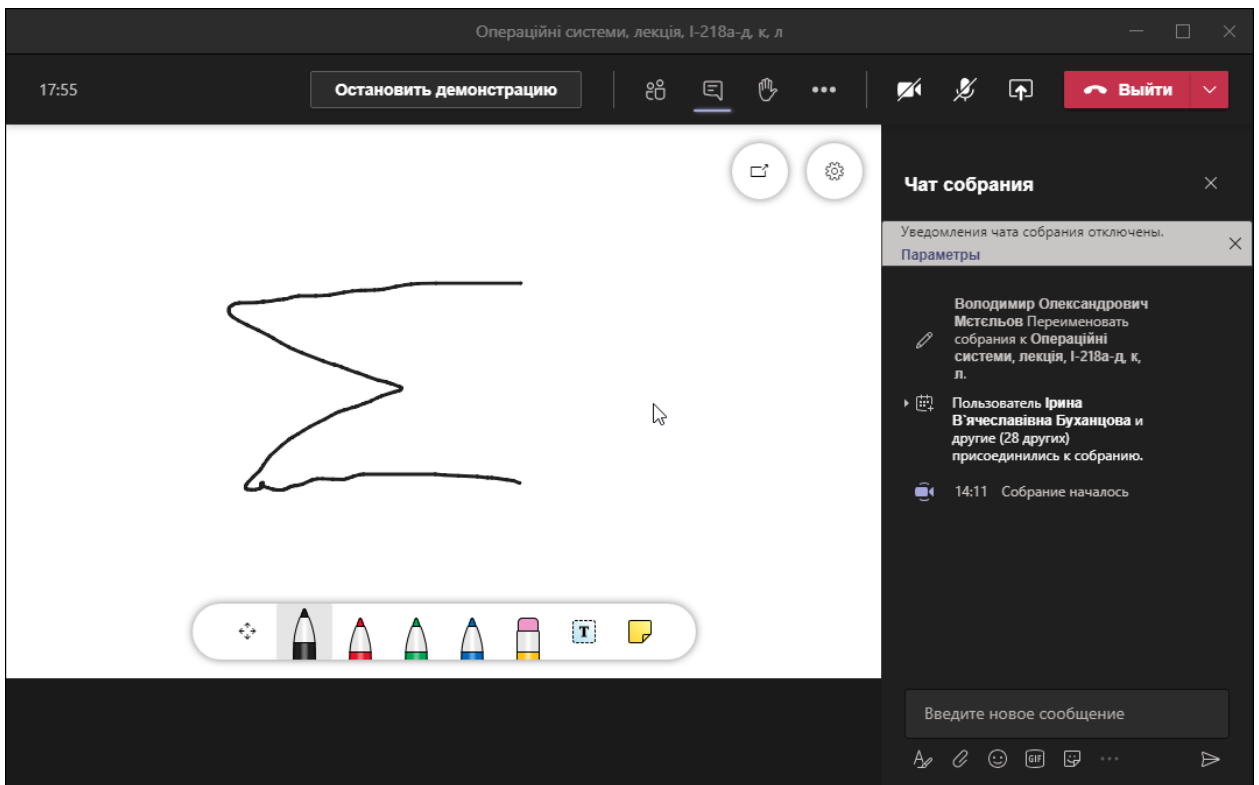 Операційні системи, лекція, І-218а-д, к, л
17:55
Остановить демонстрацию
Выйти
Чат собрания
Уведомления чата собрания отключены.
Параметры
Володимир Олександрович
Мєтєльов Переименовать
собрания к Операційні
системи, лекція, І-218а-д, к,
л.
Пользователь Ірина
В`ячеславівна Буханцова и
другие (28 других)
присоединились к собранию.
14:11 Собрание началось
T
Введите новое сообщение
GIF